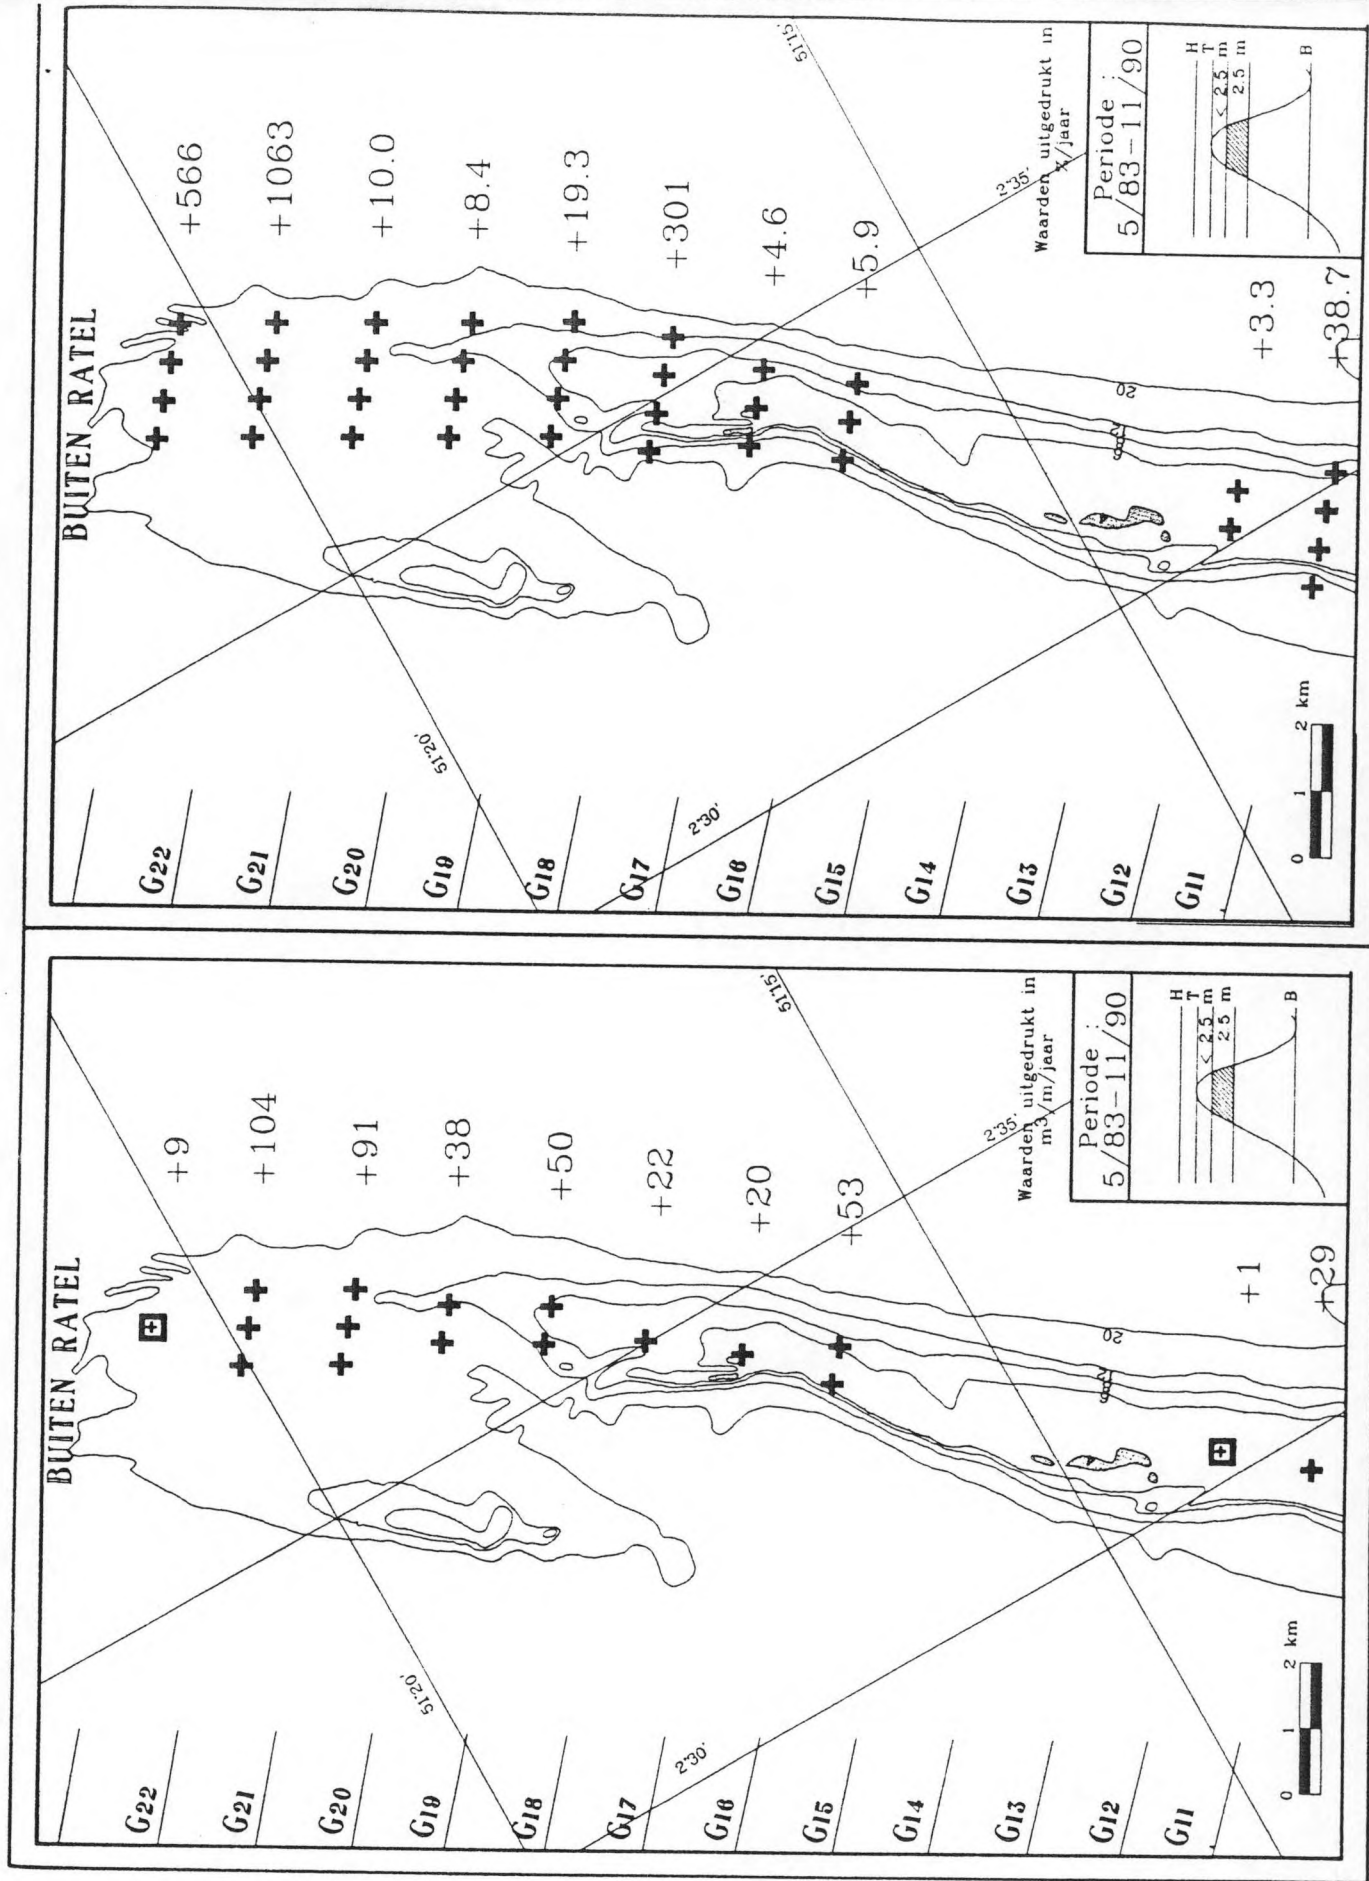 BUITEN RATEL
+566
+1063
+10.0
+8.4
+19.3
+301
+4.6
+5.9
+3.3
+38.7
51°15'
2°35'
51°20'
2°30'
20
Waarden uitgedrukt in
%/jaar
Periode :
5/83-11/90
H
T
< 2.5 m
2.5 m
B
G22
G21
G20
G19
G18
G17
G16
G15
G14
G13
G12
G11
0 1 2 km
BUITEN RATEL
+9
+104
+91
+38
+50
+22
+20
+53
+1
+29
51°15'
2°35'
51°20'
2°30'
20
Waarden uitgedrukt in
m3/m/jaar
Periode :
5/83-11/90
H
T
< 2.5 m
2.5 m
B
G22
G21
G20
G19
G18
G17
G16
G15
G14
G13
G12
G11
0 1 2 km